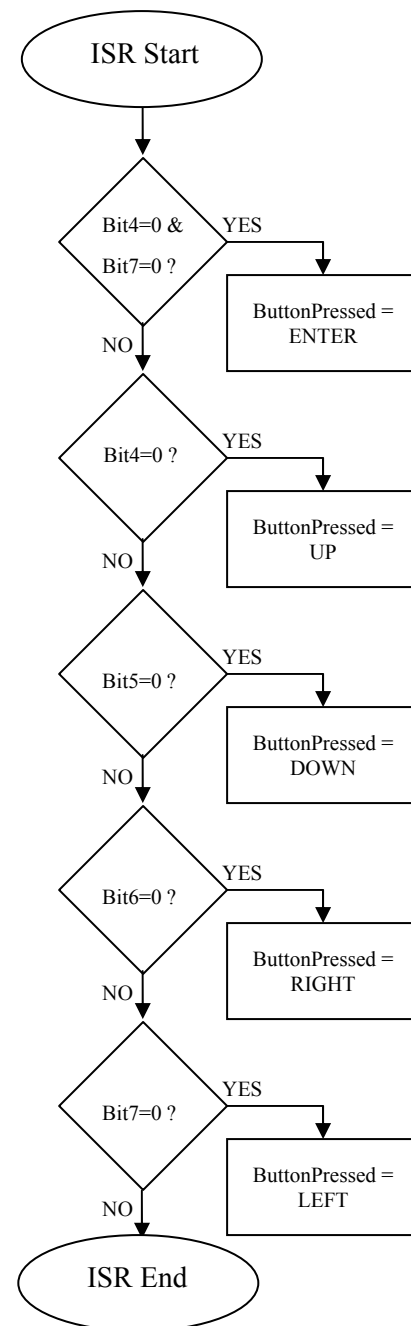 ISR Start
Bit4=0 &
Bit7=0 ?
YES
ButtonPressed =
ENTER
NO
Bit4=0 ?
YES
ButtonPressed =
UP
NO
Bit5=0 ?
YES
ButtonPressed =
DOWN
NO
Bit6=0 ?
YES
ButtonPressed =
RIGHT
NO
Bit7=0 ?
YES
ButtonPressed =
LEFT
NO
ISR End